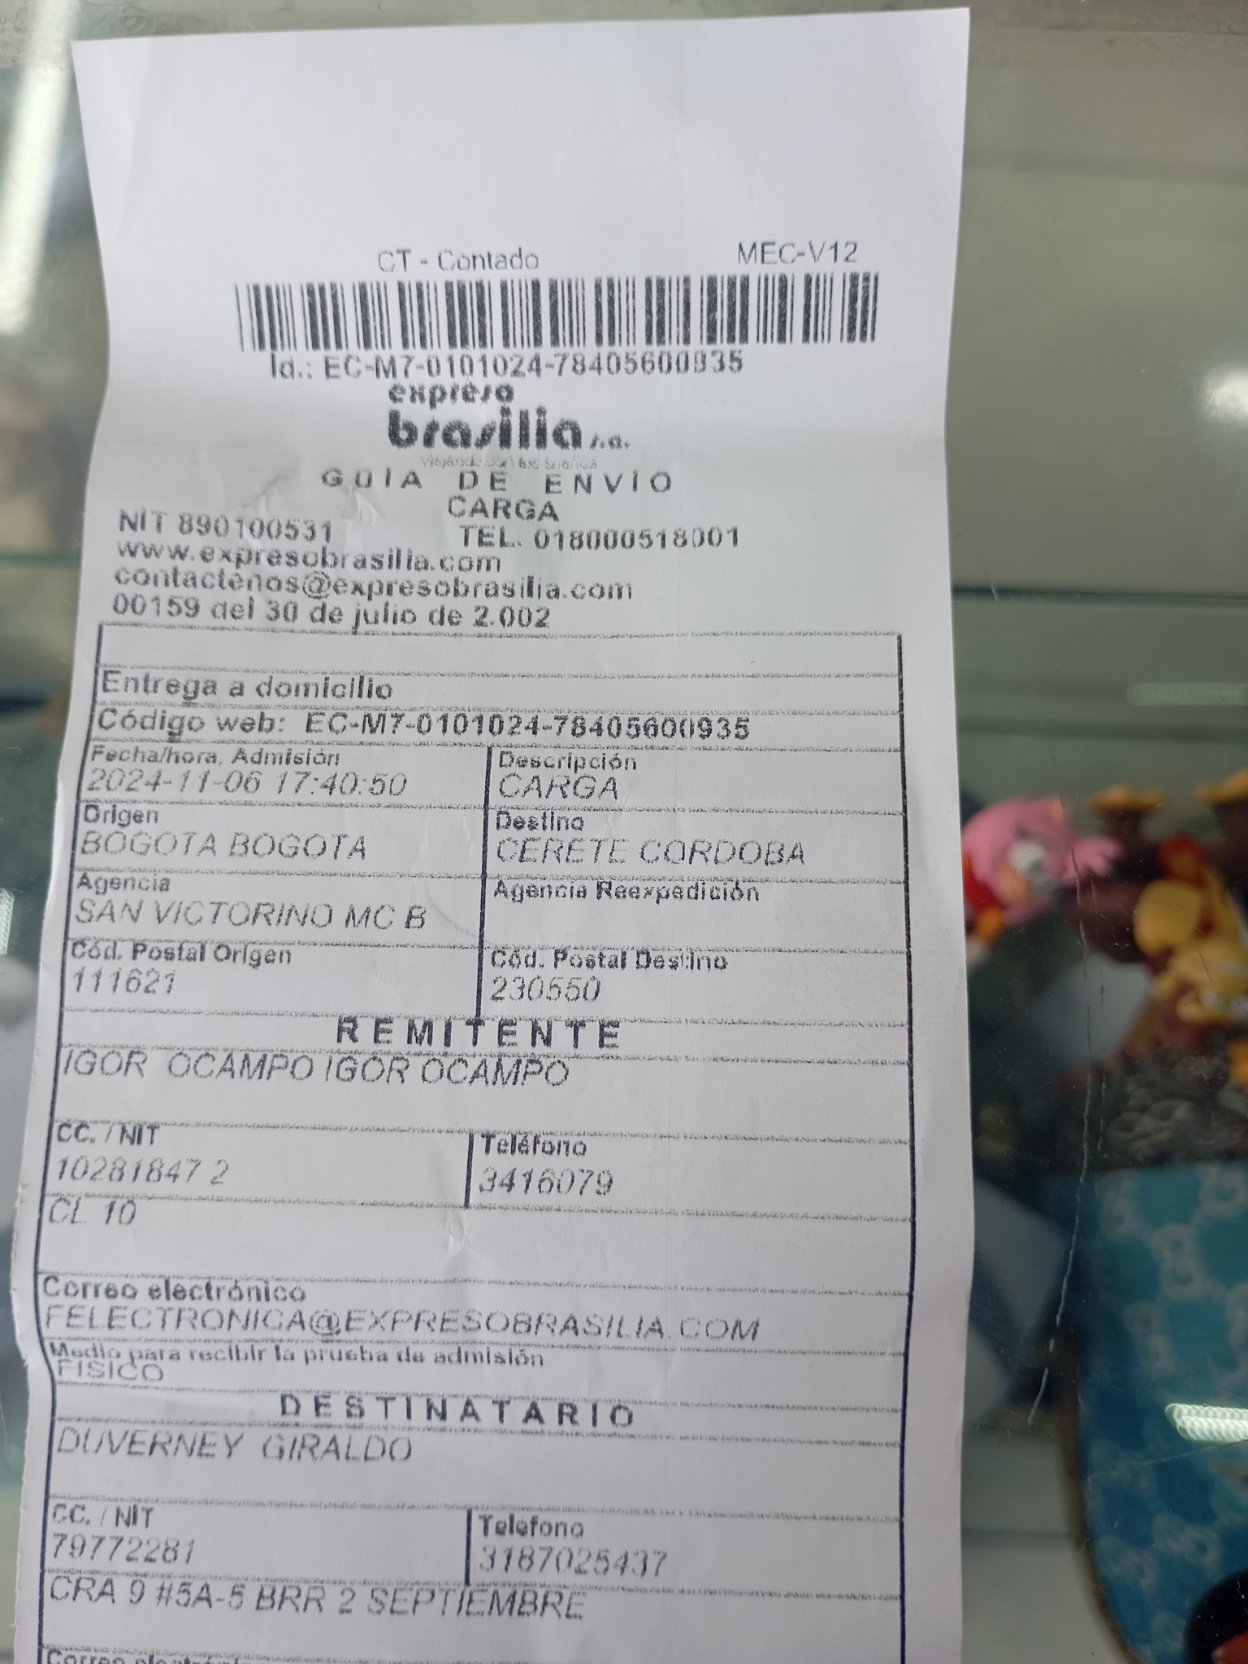 CT - Contado MEC-V12
Id.: EC-M7-0101024-78405600935
expreso
brasilia s.a.
GUIA DE ENVIO
CARGA
NIT 890100531 TEL. 018000518001
www.expresobrasilia.com
contactenos@expresobrasilia.com
00159 del 30 de julio de 2.002
Entrega a domicilio
Código web: EC-M7-0101024-78405600935
Fecha/hora, Admisión Descripción
2024-11-06 17:40:50 CARGA
Origen Destino
BOGOTA BOGOTA CERETE CORDOBA
Agencia Agencia Reexpedición
SAN VICTORINO MC B
Cód. Postal Origen Cód. Postal Destino
111621 230550
REMITENTE
IGOR OCAMPO IGOR OCAMPO
CC. / NIT Teléfono
10281847 2 3416079
CL 10
Correo electrónico
FELECTRONICA@EXPRESOBRASILIA.COM
Medio para recibir la prueba de admisión
FISICO
DESTINATARIO
DUVERNEY GIRALDO
CC. / NIT Teléfono
79772281 3187025437
CRA 9 #5A-5 BRR 2 SEPTIEMBRE
Correo